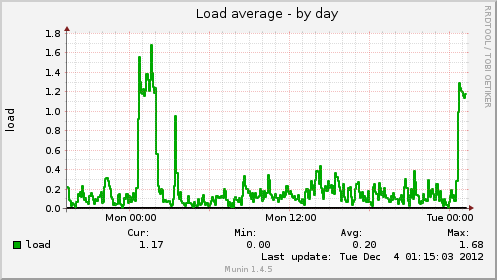 Load average - by day
RRDTOOL / TOBI OETIKER
load
1.8
1.6
1.4
1.2
1.0
0.8
0.6
0.4
0.2
0.0
Mon 00:00 Mon 12:00 Tue 00:00
Cur: Min: Avg: Max:
load 1.17 0.00 0.20 1.68
Last update: Tue Dec 4 01:15:03 2012
Munin 1.4.5